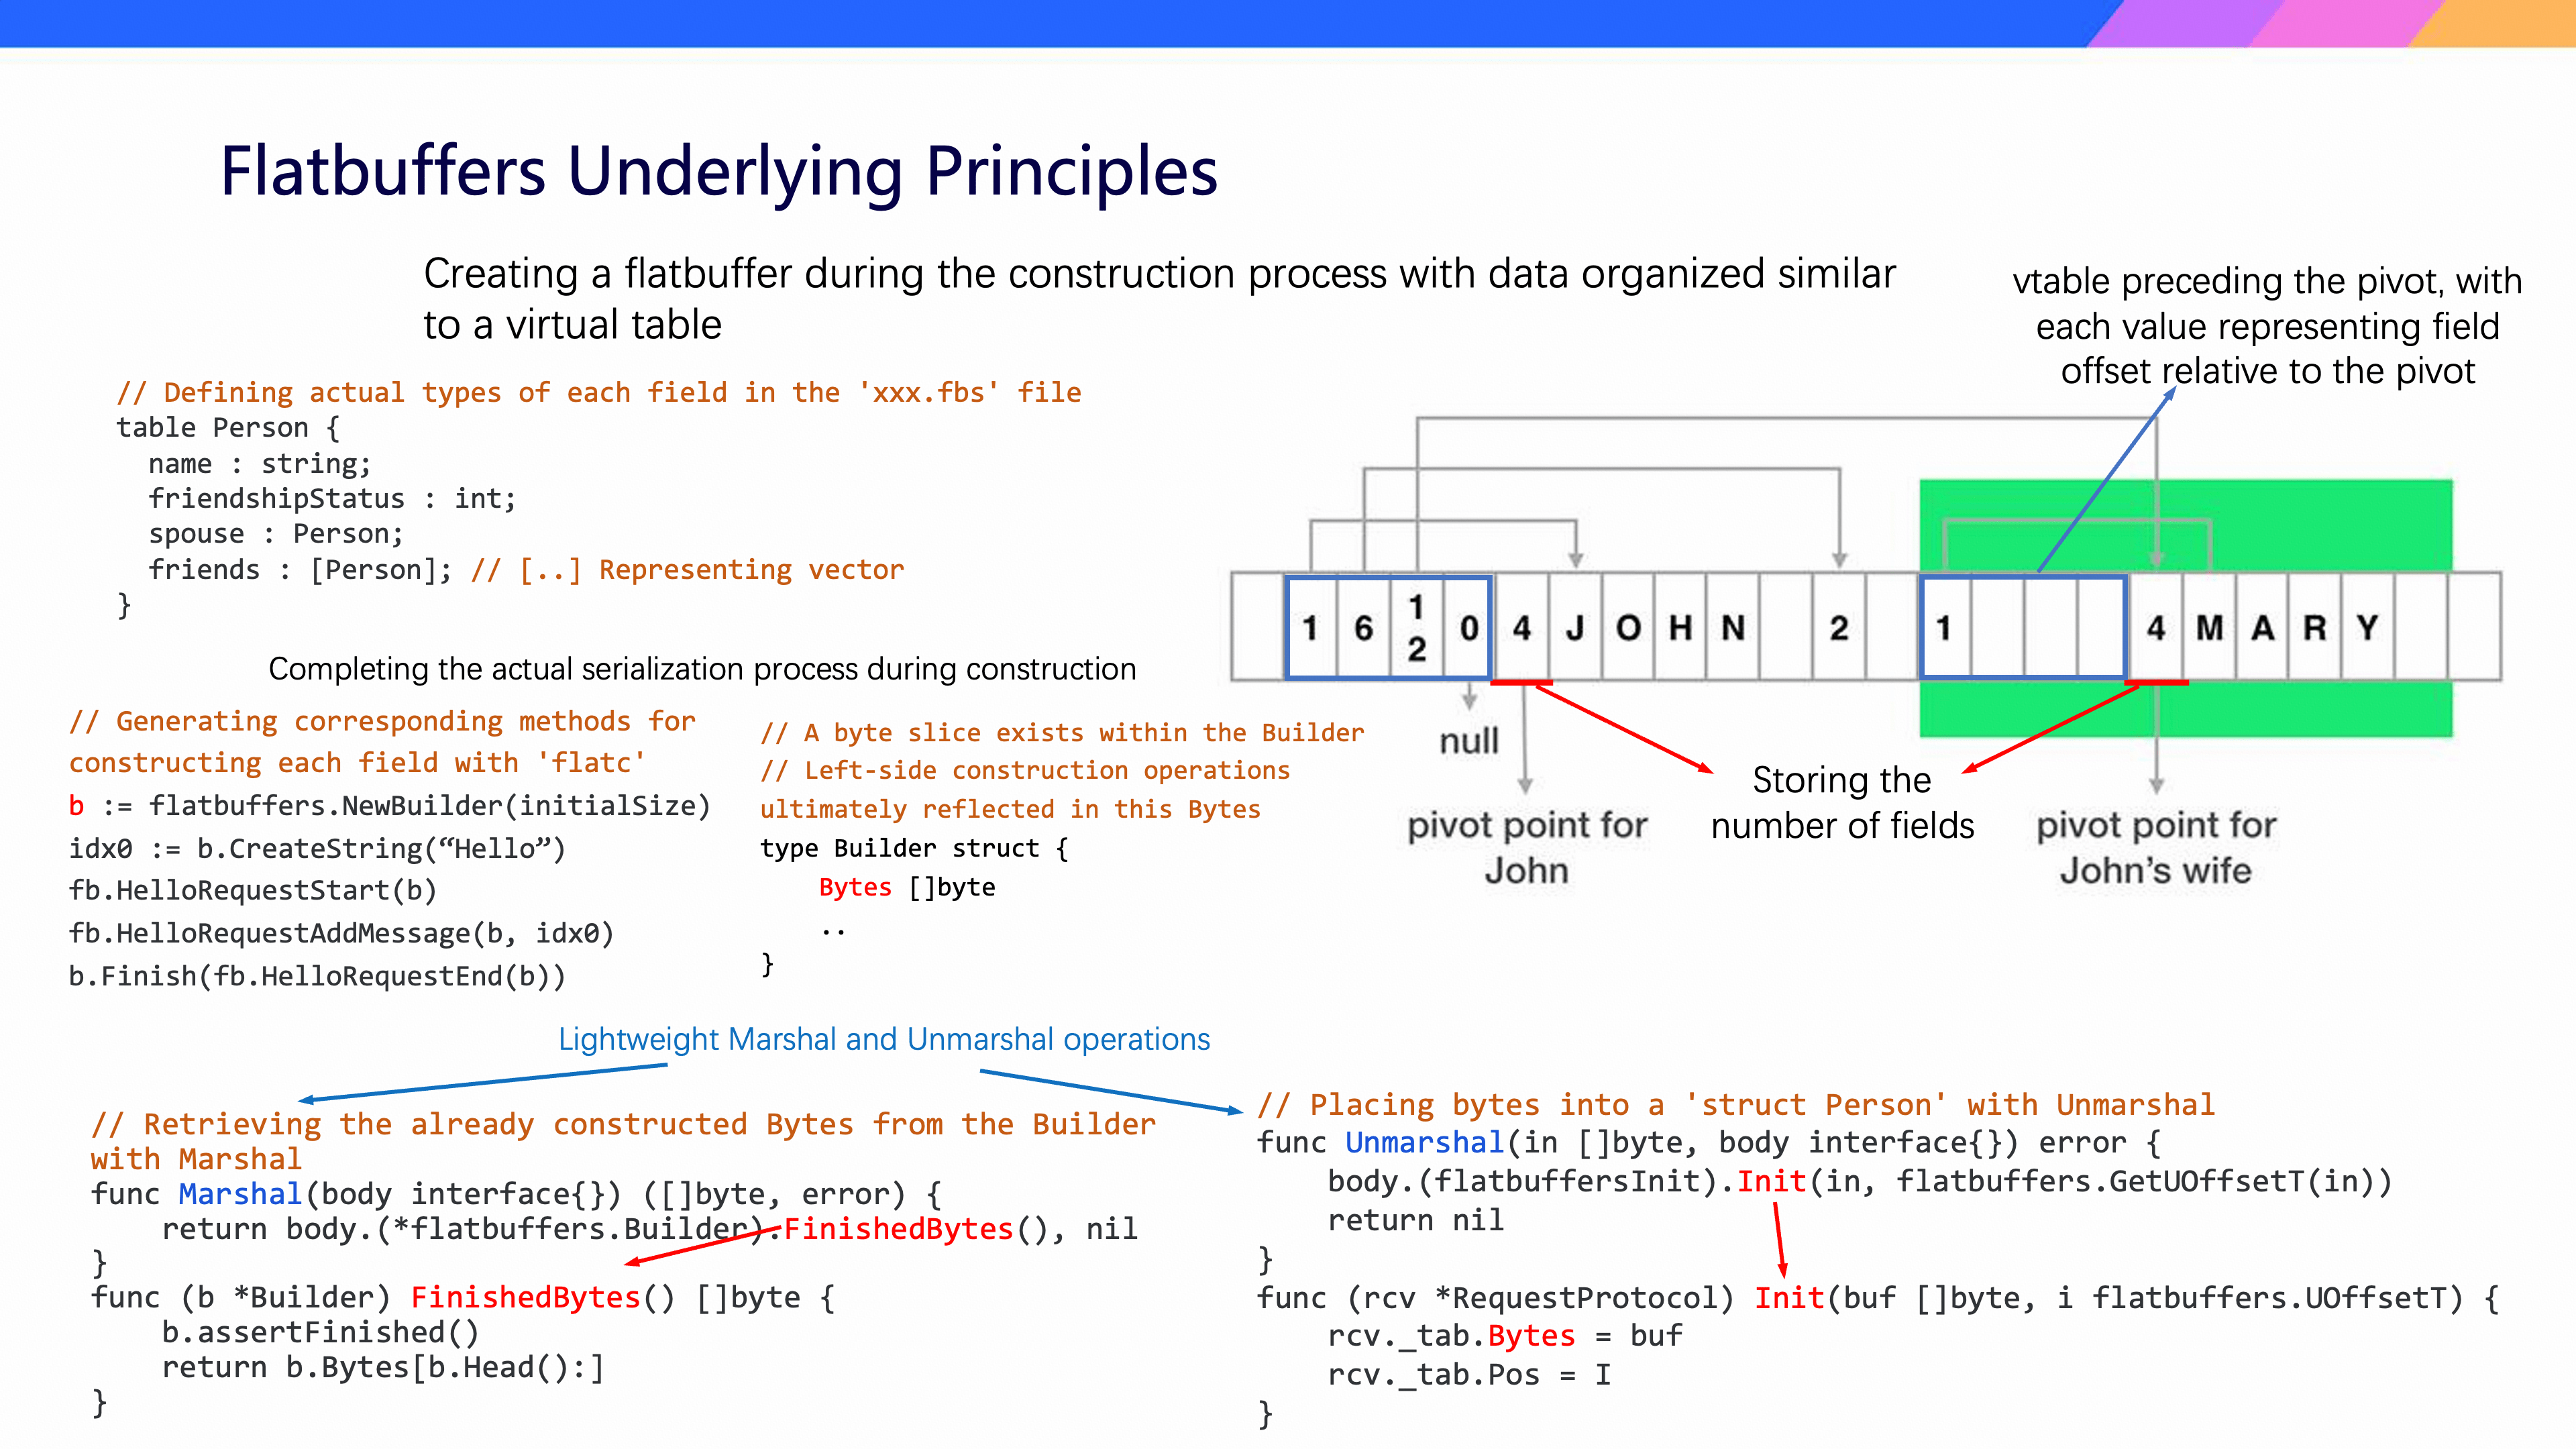 Flatbuffers Underlying Principles
Creating a flatbuffer during the construction process with data organized similar
to a virtual table
vtable preceding the pivot, with
each value representing field
offset relative to the pivot
// Defining actual types of each field in the 'xxx.fbs' file
table Person {
  name : string;
  friendshipStatus : int;
  spouse : Person;
  friends : [Person]; // [..] Representing vector
}
1 6 12 0 4 J O H N 2 1 4 M A R Y
null
pivot point for
John
Storing the
number of fields
pivot point for
John's wife
Completing the actual serialization process during construction
// Generating corresponding methods for
constructing each field with 'flatc'
b := flatbuffers.NewBuilder(initialSize)
idx0 := b.CreateString(“Hello”)
fb.HelloRequestStart(b)
fb.HelloRequestAddMessage(b, idx0)
b.Finish(fb.HelloRequestEnd(b))
// A byte slice exists within the Builder
// Left-side construction operations
ultimately reflected in this Bytes
type Builder struct {
    Bytes []byte
    ..
}
Lightweight Marshal and Unmarshal operations
// Retrieving the already constructed Bytes from the Builder
with Marshal
func Marshal(body interface{}) ([]byte, error) {
    return body.(*flatbuffers.Builder).FinishedBytes(), nil
}
func (b *Builder) FinishedBytes() []byte {
    b.assertFinished()
    return b.Bytes[b.Head():]
}
// Placing bytes into a 'struct Person' with Unmarshal
func Unmarshal(in []byte, body interface{}) error {
    body.(flatbuffersInit).Init(in, flatbuffers.GetUOffsetT(in))
    return nil
}
func (rcv *RequestProtocol) Init(buf []byte, i flatbuffers.UOffsetT) {
    rcv._tab.Bytes = buf
    rcv._tab.Pos = I
}